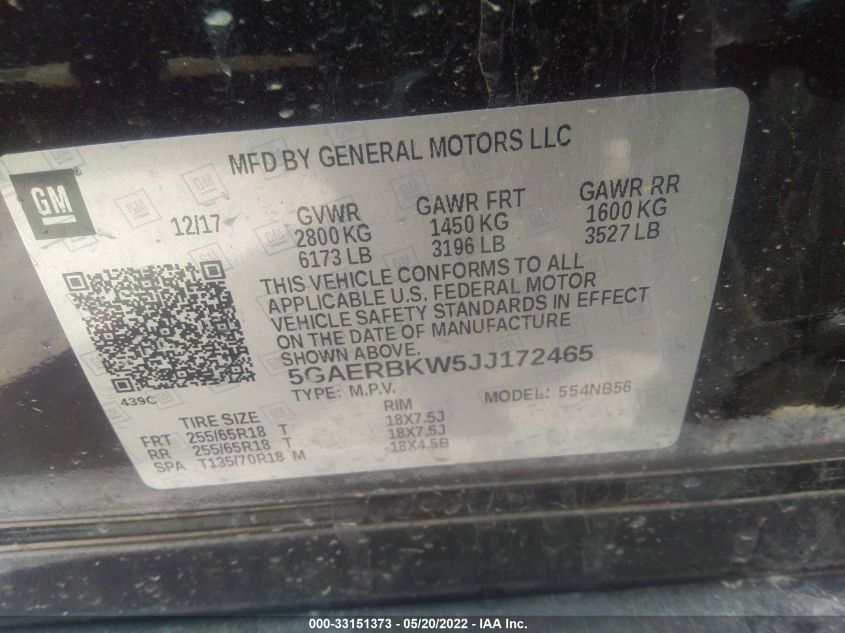 MFD BY GENERAL MOTORS LLC
GM
12/17
GVWR
2800 KG
6173 LB
GAWR FRT
1450 KG
3196 LB
GAWR RR
1600 KG
3527 LB
THIS VEHICLE CONFORMS TO ALL
APPLICABLE U.S. FEDERAL MOTOR
VEHICLE SAFETY STANDARDS IN EFFECT
ON THE DATE OF MANUFACTURE
SHOWN ABOVE.
439C
5GAERBKW5JJ172465
TYPE: M.P.V. MODEL: 554NB56
TIRE SIZE RIM
FRT 255/65R18 T 18X7.5J
RR 255/65R18 T 18X7.5J
SPA T135/70R18 M 18X4.5B
000-33151373 - 05/20/2022 - IAA Inc.